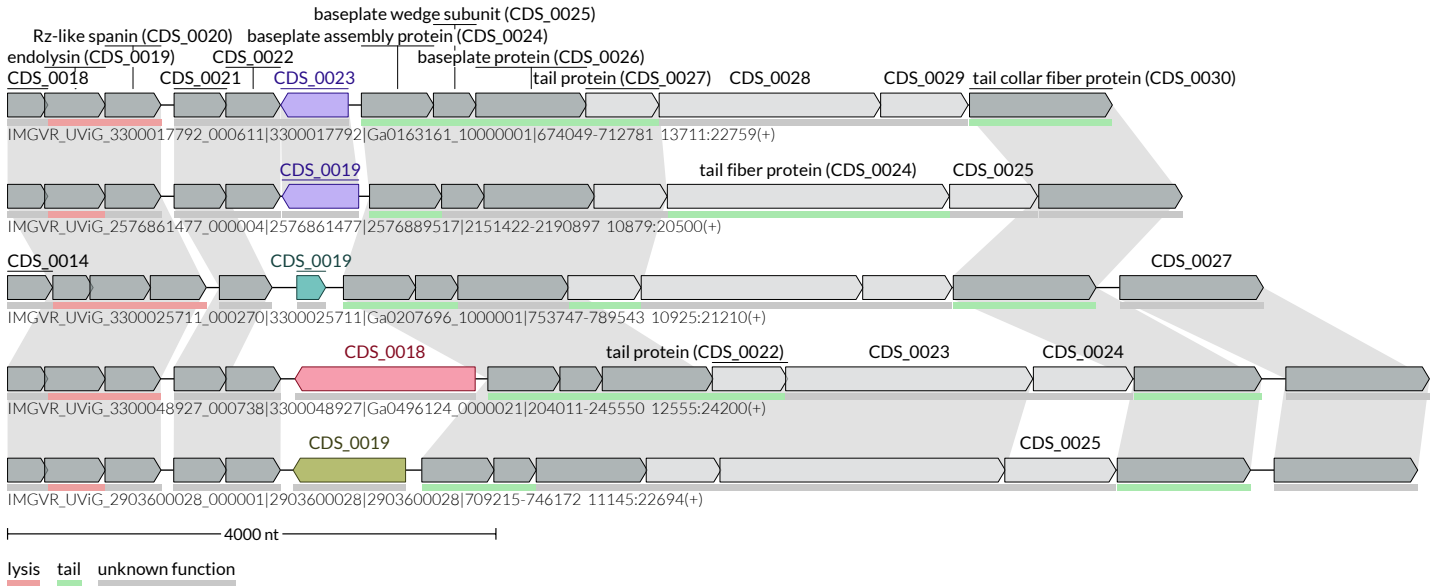 baseplate wedge subunit (CDS_0025)
Rz-like spanin (CDS_0020) baseplate assembly protein (CDS_0024)
endolysin (CDS_0019) CDS_0022 baseplate protein (CDS_0026)
CDS_0018 CDS_0021 CDS_0023 tail protein (CDS_0027) CDS_0028 CDS_0029 tail collar fiber protein (CDS_0030)
IMGVR_UViG_3300017792_000611|3300017792|Ga0163161_10000001|674049-712781 13711:22759(+)
CDS_0019 tail fiber protein (CDS_0024) CDS_0025
IMGVR_UViG_2576861477_000004|2576861477|2576889517|2151422-2190897 10879:20500(+)
CDS_0014 CDS_0019 CDS_0027
IMGVR_UViG_3300025711_000270|3300025711|Ga0207696_1000001|753747-789543 10925:21210(+)
CDS_0018 tail protein (CDS_0022) CDS_0023 CDS_0024
IMGVR_UViG_3300048927_000738|3300048927|Ga0496124_0000021|204011-245550 12555:24200(+)
CDS_0019 CDS_0025
IMGVR_UViG_2903600028_000001|2903600028|2903600028|709215-746172 11145:22694(+)
4000 nt
lysis tail unknown function